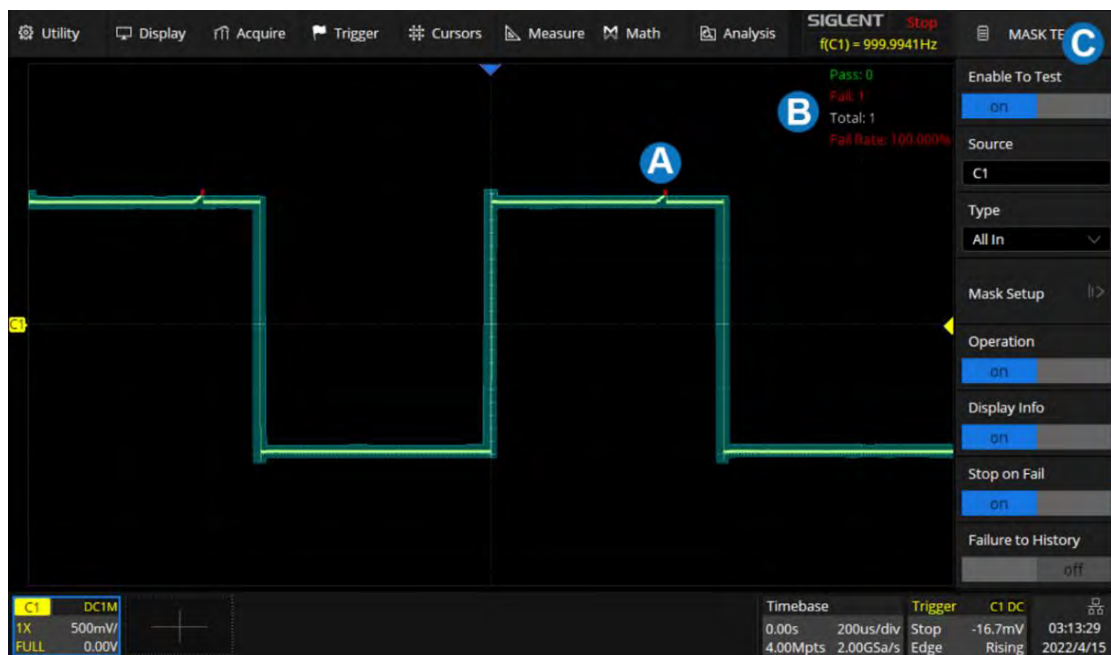 Utility Display Acquire Trigger Cursors Measure Math Analysis
SIGLENT Stop
f(C1) = 999.9941Hz
MASK TE
C
Pass: 0
Fail: 1
Total: 1
Fail Rate: 100.000%
B
A
Enable To Test
on
Source
C1
Type
All In
Mask Setup
Operation
on
Display Info
on
Stop on Fail
on
Failure to History
off
C1
C1 DC1M
1X 500mV/
FULL 0.00V
Timebase
0.00s 200us/div
4.00Mpts 2.00GSa/s
Trigger C1 DC
Stop -16.7mV
Edge Rising
03:13:29
2022/4/15